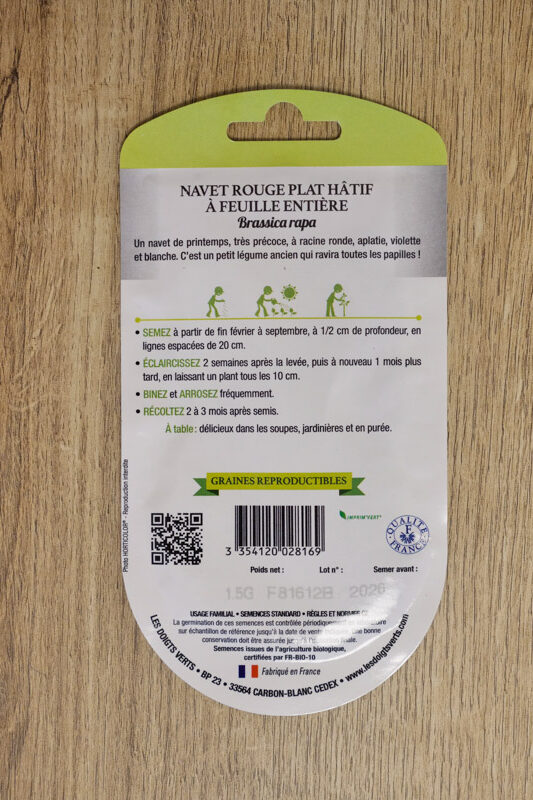 NAVET ROUGE PLAT HÂTIF
À FEUILLE ENTIÈRE
Brassica rapa
Un navet de printemps, très précoce, à racine ronde, aplatie, violette
et blanche. C'est un petit légume ancien qui ravira toutes les papilles !
• SEMEZ à partir de fin février à septembre, à 1/2 cm de profondeur, en
lignes espacées de 20 cm.
• ÉCLAIRCISSEZ 2 semaines après la levée, puis à nouveau 1 mois plus
tard, en laissant un plant tous les 10 cm.
• BINEZ et ARROSEZ fréquemment.
• RÉCOLTEZ 2 à 3 mois après semis.
À table : délicieux dans les soupes, jardinières et en purée.
GRAINES REPRODUCTIBLES
Photo HORTICOLOR® - Reproduction interdite
IMPRIM'VERT®
QUALITÉ
F
FRANCE
3 354120 028169
Poids net : Lot n° : Semer avant :
1.5G F81612B 2026
USAGE FAMILIAL • SEMENCES STANDARD • RÈGLES ET NORMES
La germination de ces semences est contrôlée périodiquement
sur échantillon de référence jusqu'à la date de vente une bonne
conservation doit être assurée jusqu'à finale.
Semences issues de l'agriculture biologique,
certifiées par FR-BIO-10
Fabriqué en France
LES DOIGTS VERTS • BP 23 • 33564 CARBON-BLANC CEDEX • www.lesdoigtsverts.com